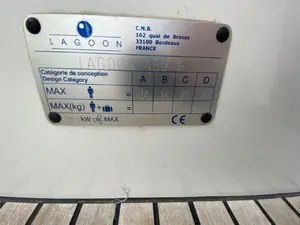 LAGOON
C.N.B.
162 quai de Brazza
33100 Bordeaux
FRANCE
Catégorie de conception
Design Category
A B C D
MAX =
MAX(kg) + =
kW MAX
CE